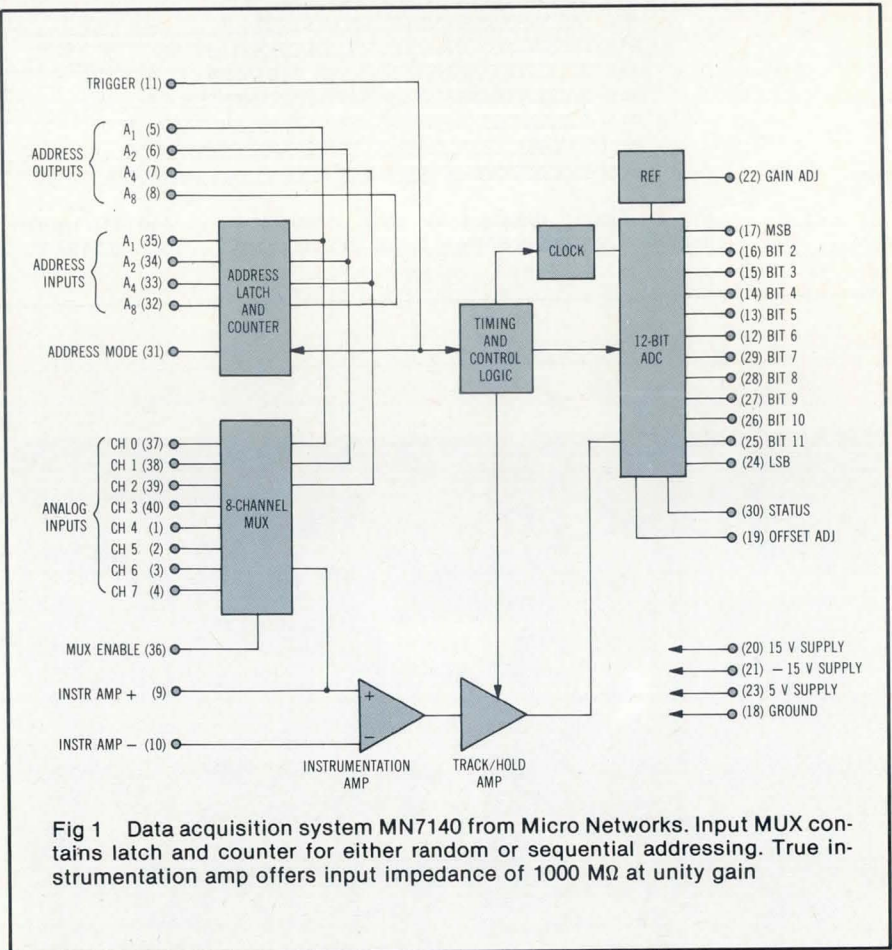 TRIGGER (11)
ADDRESS
OUTPUTS
A1 (5)
A2 (6)
A4 (7)
A8 (8)
ADDRESS
INPUTS
A1 (35)
A2 (34)
A4 (33)
A8 (32)
ADDRESS MODE (31)
ADDRESS
LATCH
AND
COUNTER
ANALOG
INPUTS
CH 0 (37)
CH 1 (38)
CH 2 (39)
CH 3 (40)
CH 4 (1)
CH 5 (2)
CH 6 (3)
CH 7 (4)
8-CHANNEL
MUX
MUX ENABLE (36)
INSTR AMP + (9)
INSTR AMP − (10)
+
−
INSTRUMENTATION
AMP
TRACK/HOLD
AMP
TIMING
AND
CONTROL
LOGIC
CLOCK
REF
12-BIT
ADC
(22) GAIN ADJ
(17) MSB
(16) BIT 2
(15) BIT 3
(14) BIT 4
(13) BIT 5
(12) BIT 6
(29) BIT 7
(28) BIT 8
(27) BIT 9
(26) BIT 10
(25) BIT 11
(24) LSB
(30) STATUS
(19) OFFSET ADJ
(20) 15 V SUPPLY
(21) − 15 V SUPPLY
(23) 5 V SUPPLY
(18) GROUND
Fig 1 Data acquisition system MN7140 from Micro Networks. Input MUX con-
tains latch and counter for either random or sequential addressing. True in-
strumentation amp offers input impedance of 1000 MΩ at unity gain